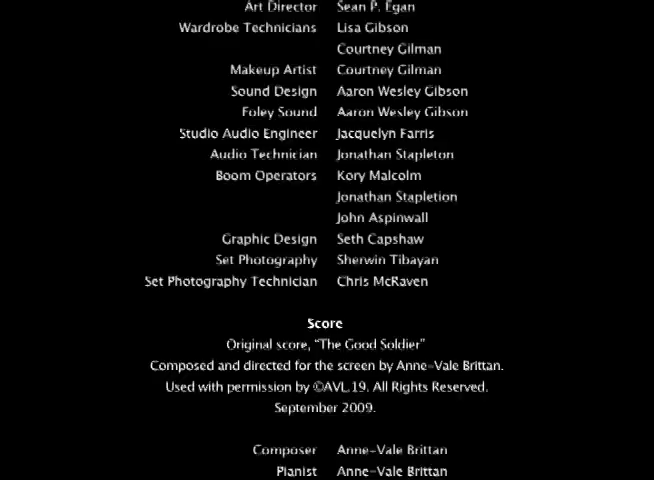 Art Director Sean P. Egan
Wardrobe Technicians Lisa Gibson
Courtney Gilman
Makeup Artist Courtney Gilman
Sound Design Aaron Wesley Gibson
Foley Sound Aaron Wesley Gibson
Studio Audio Engineer Jacquelyn Farris
Audio Technician Jonathan Stapleton
Boom Operators Kory Malcolm
Jonathan Stapletion
John Aspinwall
Graphic Design Seth Capshaw
Set Photography Sherwin Tibayan
Set Photography Technician Chris McRaven
Score
Original score, “The Good Soldier”
Composed and directed for the screen by Anne-Vale Brittan.
Used with permission by ©AVL.19. All Rights Reserved.
September 2009.
Composer Anne-Vale Brittan
Pianist Anne-Vale Brittan